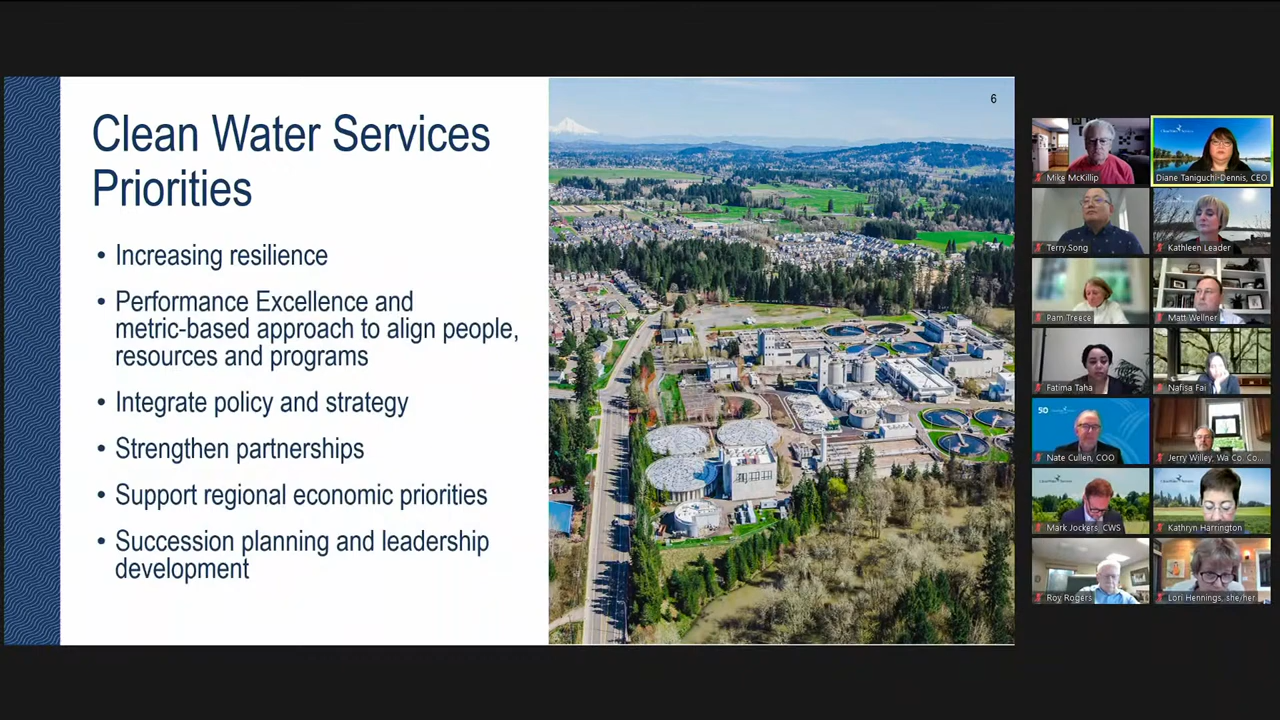 6
Clean Water Services
Priorities
• Increasing resilience
• Performance Excellence and
metric-based approach to align people,
resources and programs
• Integrate policy and strategy
• Strengthen partnerships
• Support regional economic priorities
• Succession planning and leadership
development
Mike McKillip
Diane Taniguchi-Dennis, CEO
Terry.Song
Kathleen Leader
Pam Treece
Matt Wellner
Fatima Taha
Nafisa Fai
50
Nate Cullen, COO
Jerry Willey, Wa Co. Co...
Mark Jockers, CWS
Kathryn Harrington
Roy Rogers
Lori Hennings, she/her